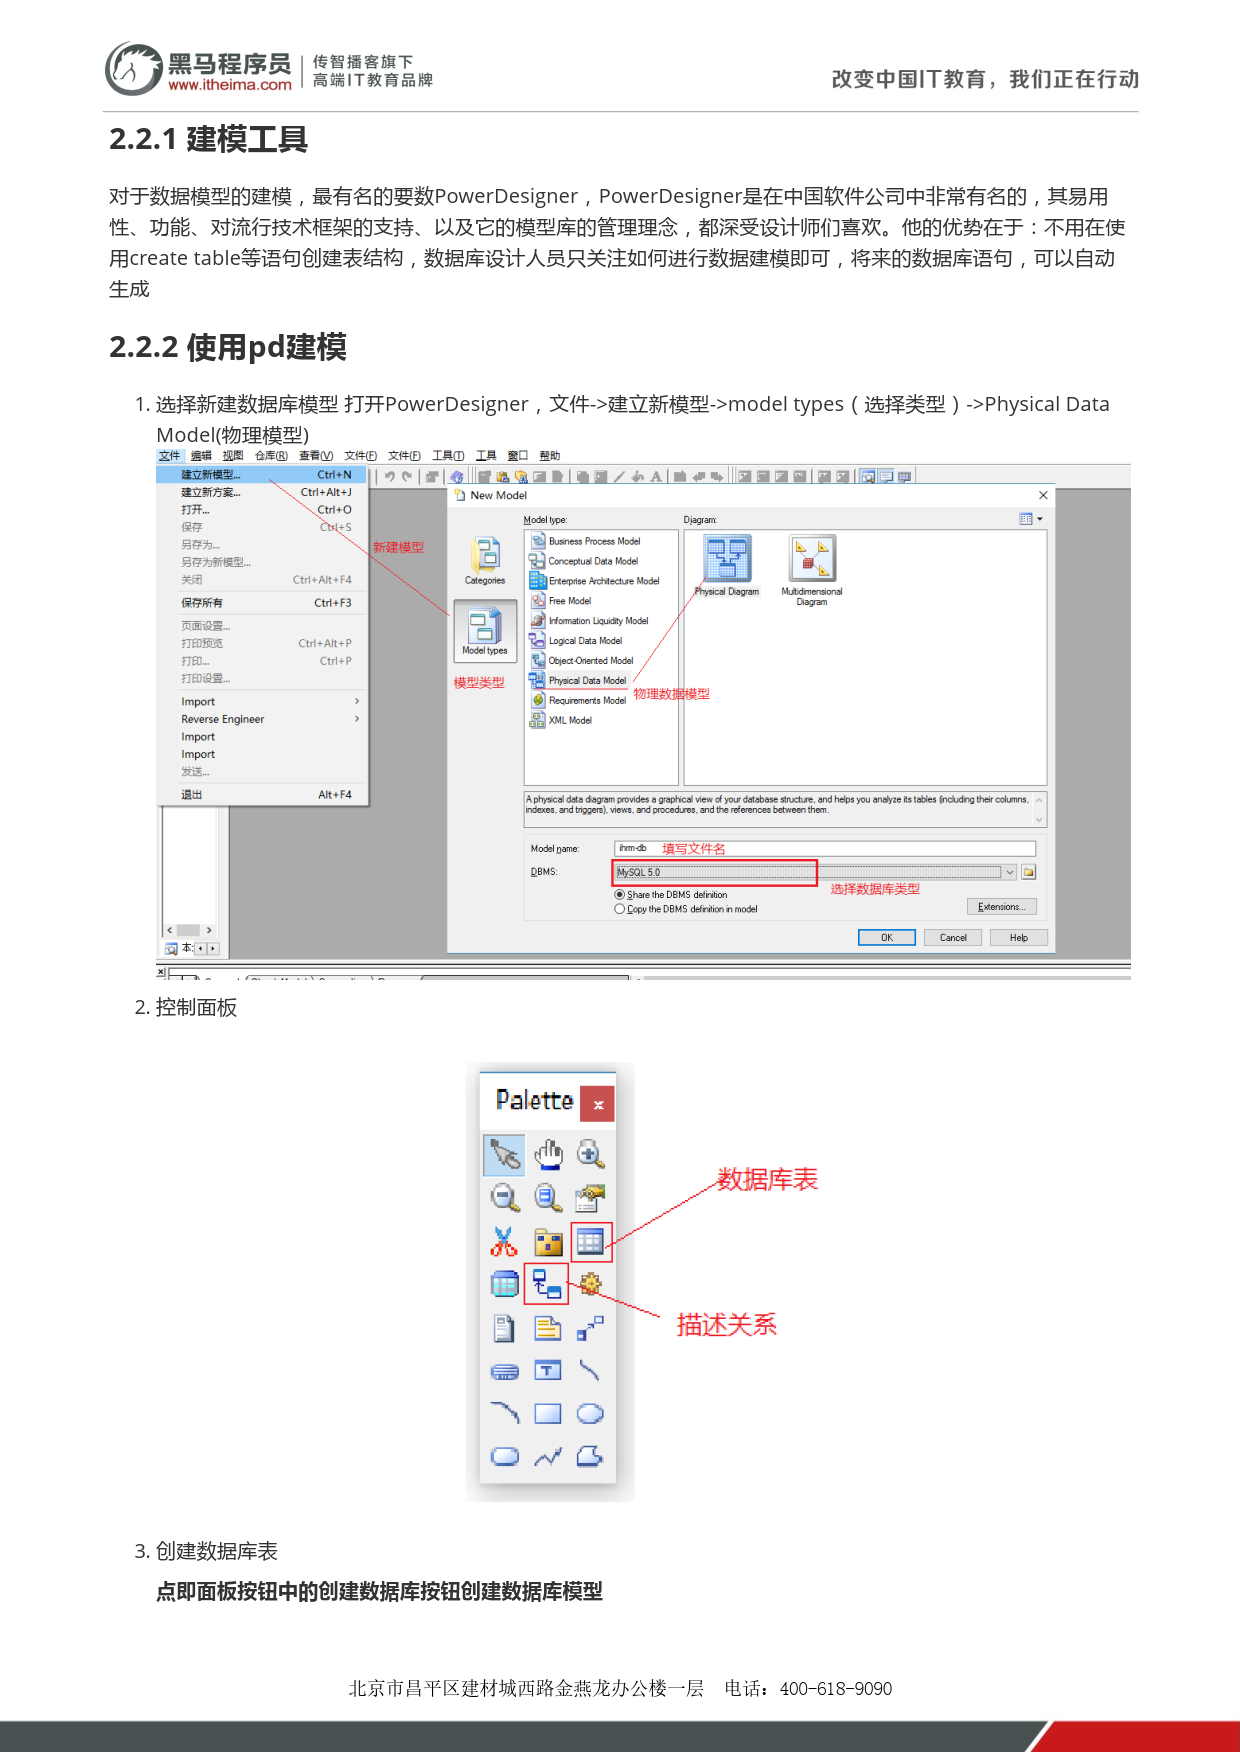 黑马程序员
www.itheima.com
传智播客旗下
高端IT教育品牌
改变中国IT教育，我们正在行动
2.2.1 建模工具
对于数据模型的建模，最有名的要数PowerDesigner，PowerDesigner是在中国软件公司中非常有名的，其易用
性、功能、对流行技术框架的支持、以及它的模型库的管理理念，都深受设计师们喜欢。他的优势在于：不用在使
用create table等语句创建表结构，数据库设计人员只关注如何进行数据建模即可，将来的数据库语句，可以自动
生成
2.2.2 使用pd建模
1. 选择新建数据库模型 打开PowerDesigner，文件->建立新模型->model types（选择类型）->Physical Data
Model(物理模型)
文件 编辑 视图 仓库(R) 查看(V) 文件(F) 文件(F) 工具(T) 工具 窗口 帮助
建立新模型... Ctrl+N
建立新方案... Ctrl+Alt+J
打开... Ctrl+O
保存 Ctrl+S
另存为...
另存为新模型...
关闭 Ctrl+Alt+F4
保存所有 Ctrl+F3
页面设置...
打印预览 Ctrl+Alt+P
打印... Ctrl+P
打印设置...
Import
Reverse Engineer
Import
Import
发送...
退出 Alt+F4
新建模型
New Model
Model type:
Diagram:
Categories
Model types
模型类型
Business Process Model
Conceptual Data Model
Enterprise Architecture Model
Free Model
Information Liquidity Model
Logical Data Model
Object-Oriented Model
Physical Data Model
Requirements Model
XML Model
物理数据模型
Physical Diagram
Multidimensional
Diagram
A physical data diagram provides a graphical view of your database structure, and helps you analyze its tables (including their columns,
indexes, and triggers), views, and procedures, and the references between them.
Model name: ihrm-db 填写文件名
DBMS: MySQL 5.0
选择数据库类型
Share the DBMS definition
Copy the DBMS definition in model
Extensions...
OK Cancel Help
本:
2. 控制面板
Palette
数据库表
描述关系
3. 创建数据库表
点即面板按钮中的创建数据库按钮创建数据库模型
北京市昌平区建材城西路金燕龙办公楼一层 电话：400-618-9090